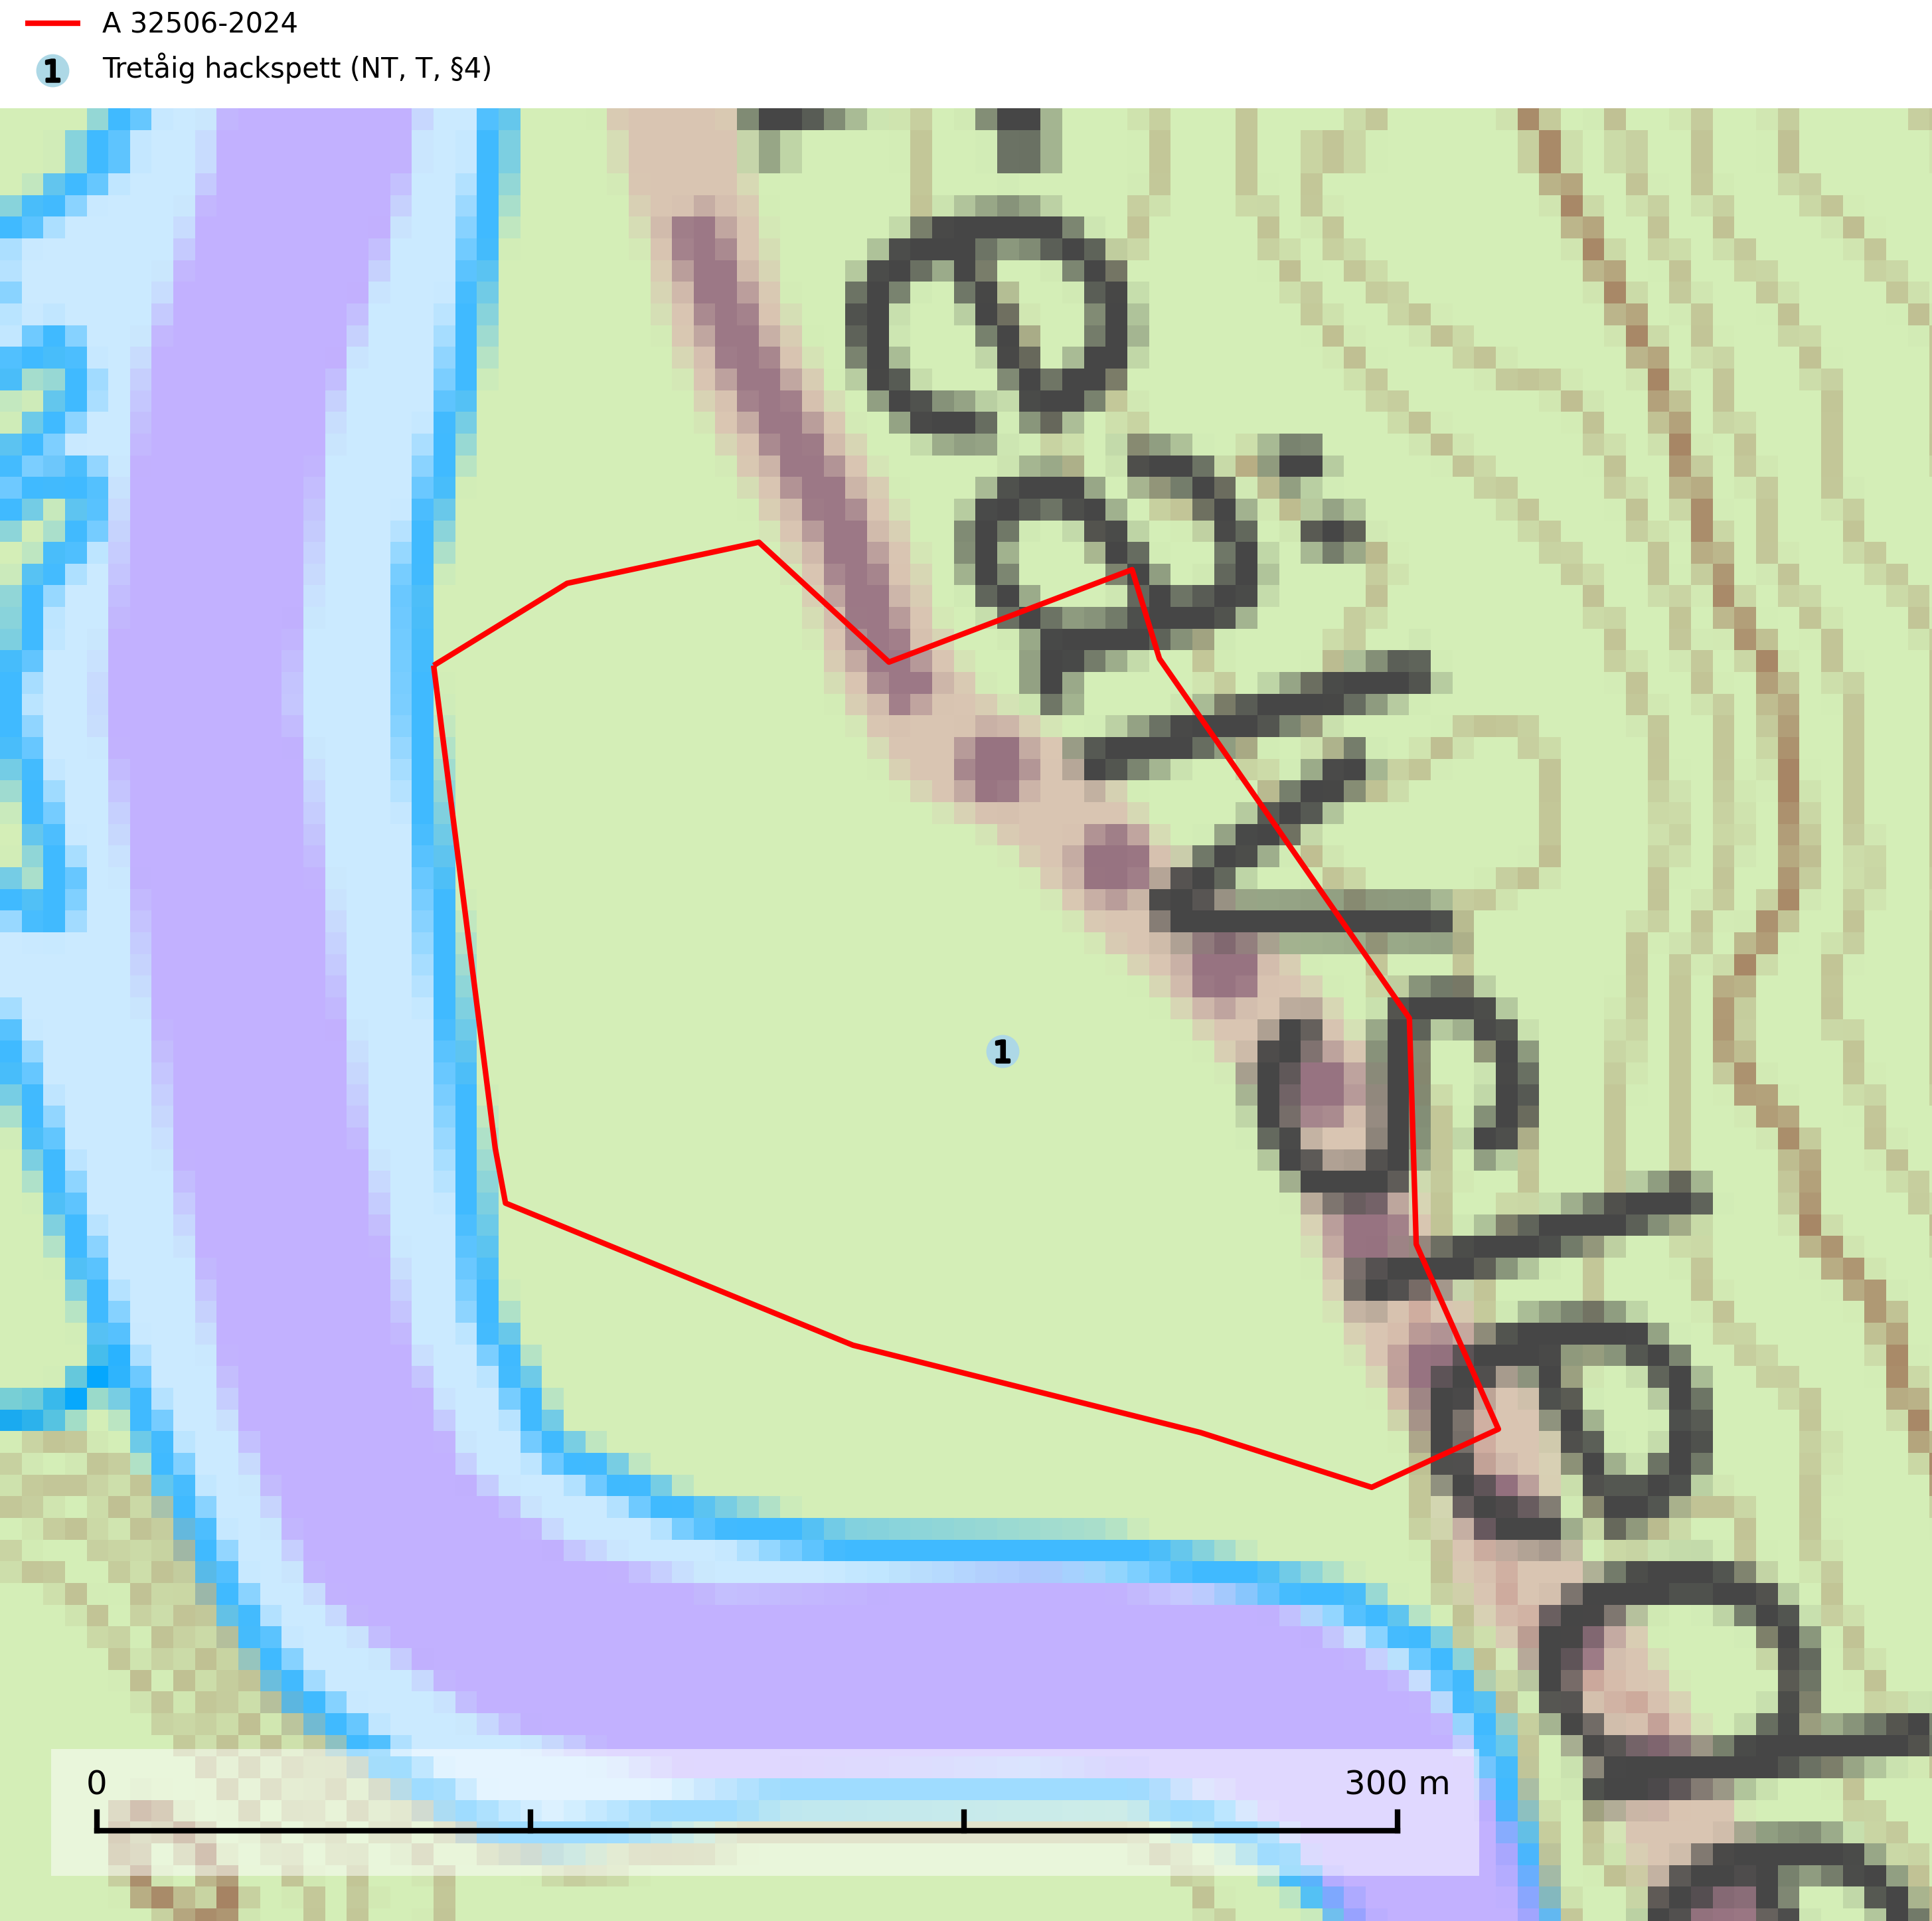 A 32506-2024
1 Tretåig hackspett (NT, T, §4)
1
0 300 m